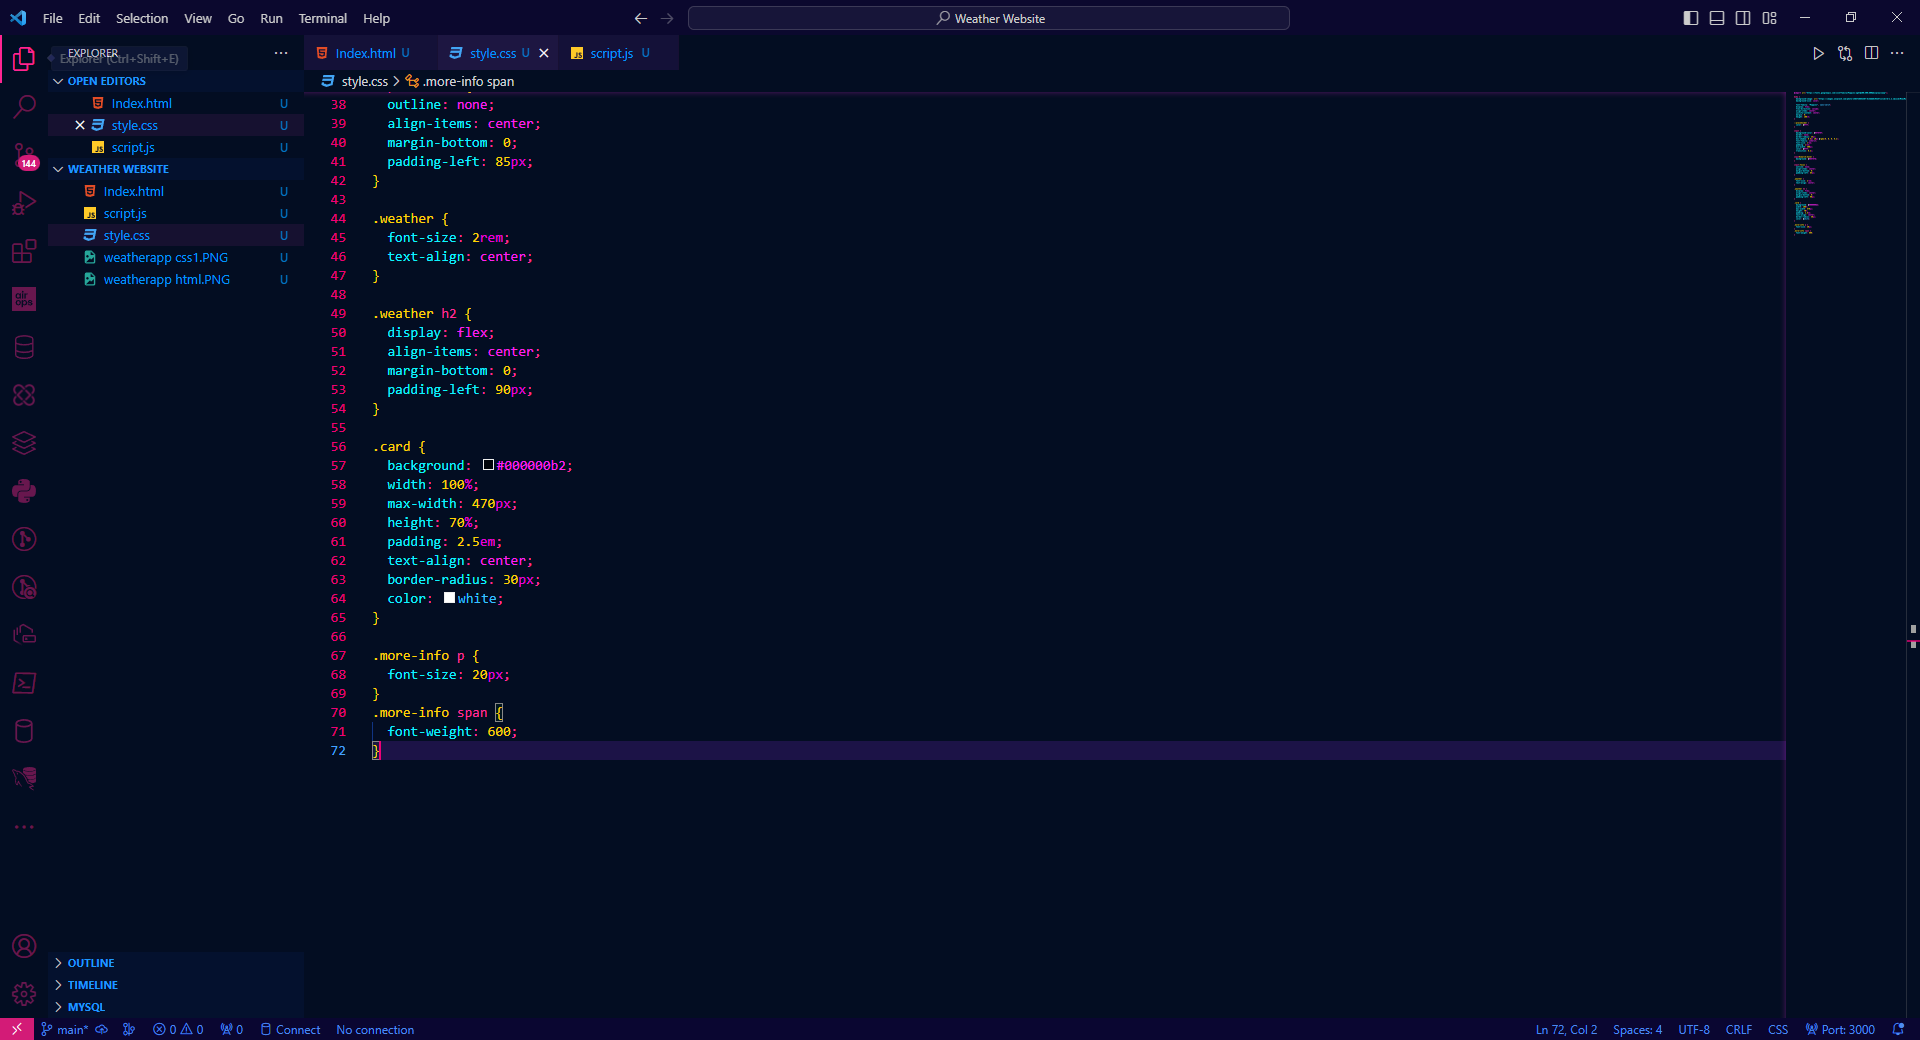 File Edit Selection View Go Run Terminal Help
Weather Website
EXPLORER
Explorer (Ctrl+Shift+E)
OPEN EDITORS
Index.html U
style.css U
script.js U
WEATHER WEBSITE
Index.html U
script.js U
style.css U
weatherapp css1.PNG U
weatherapp html.PNG U
144
air
ops
OUTLINE
TIMELINE
MYSQL
Index.html U
style.css U
script.js U
style.css > .more-info span
38 outline: none;
39 align-items: center;
40 margin-bottom: 0;
41 padding-left: 85px;
42 }
43
44 .weather {
45 font-size: 2rem;
46 text-align: center;
47 }
48
49 .weather h2 {
50 display: flex;
51 align-items: center;
52 margin-bottom: 0;
53 padding-left: 90px;
54 }
55
56 .card {
57 background: #000000b2;
58 width: 100%;
59 max-width: 470px;
60 height: 70%;
61 padding: 2.5em;
62 text-align: center;
63 border-radius: 30px;
64 color: white;
65 }
66
67 .more-info p {
68 font-size: 20px;
69 }
70 .more-info span {
71 font-weight: 600;
72 }
main* 0 0 0 Connect No connection
Ln 72, Col 2 Spaces: 4 UTF-8 CRLF CSS Port: 3000